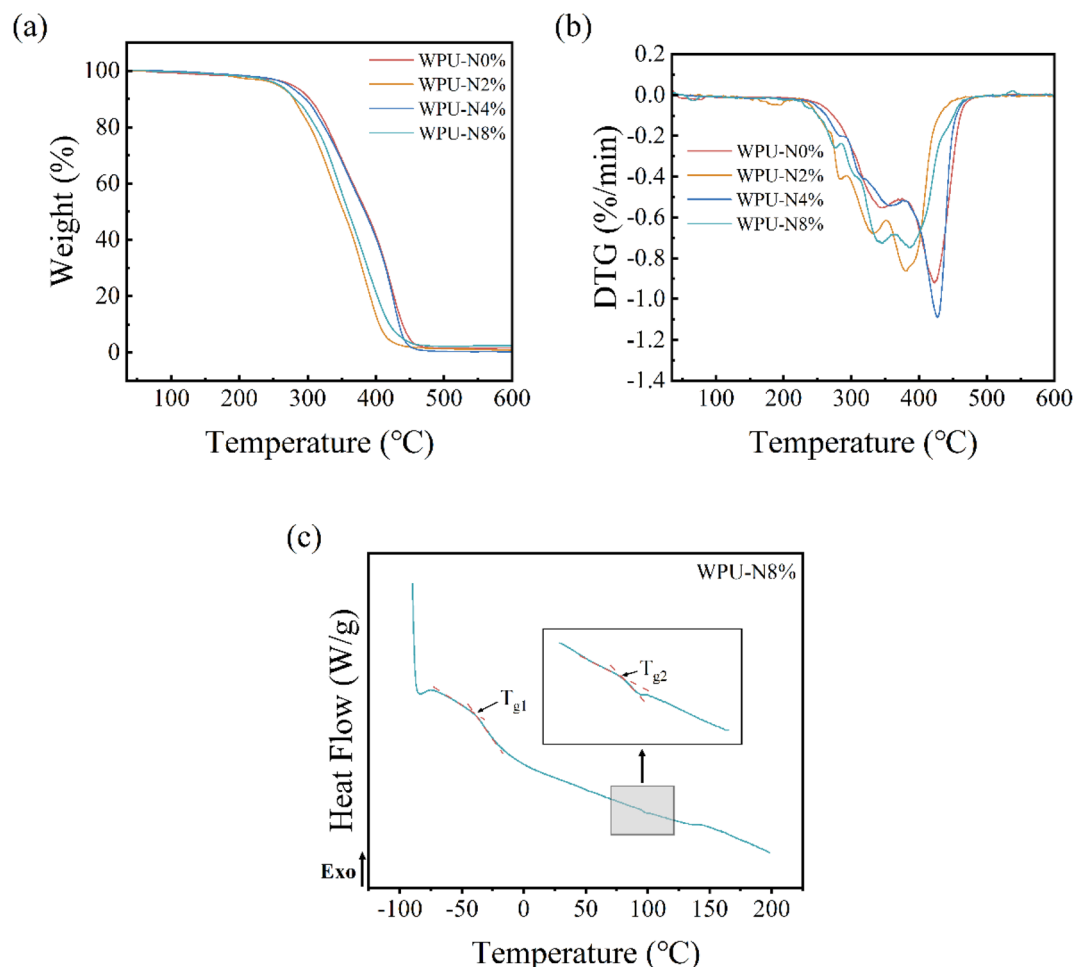 (a)
Weight (%)
100
80
60
40
20
0
WPU-N0%
WPU-N2%
WPU-N4%
WPU-N8%
100
200
300
400
500
600
Temperature (°C)
(b)
DTG (%/min)
0.2
0.0
-0.2
-0.4
-0.6
-0.8
-1.0
-1.2
-1.4
WPU-N0%
WPU-N2%
WPU-N4%
WPU-N8%
100
200
300
400
500
600
Temperature (°C)
(c)
WPU-N8%
Heat Flow (W/g)
Tg1
Tg2
Exo
-100
-50
0
50
100
150
200
Temperature (°C)